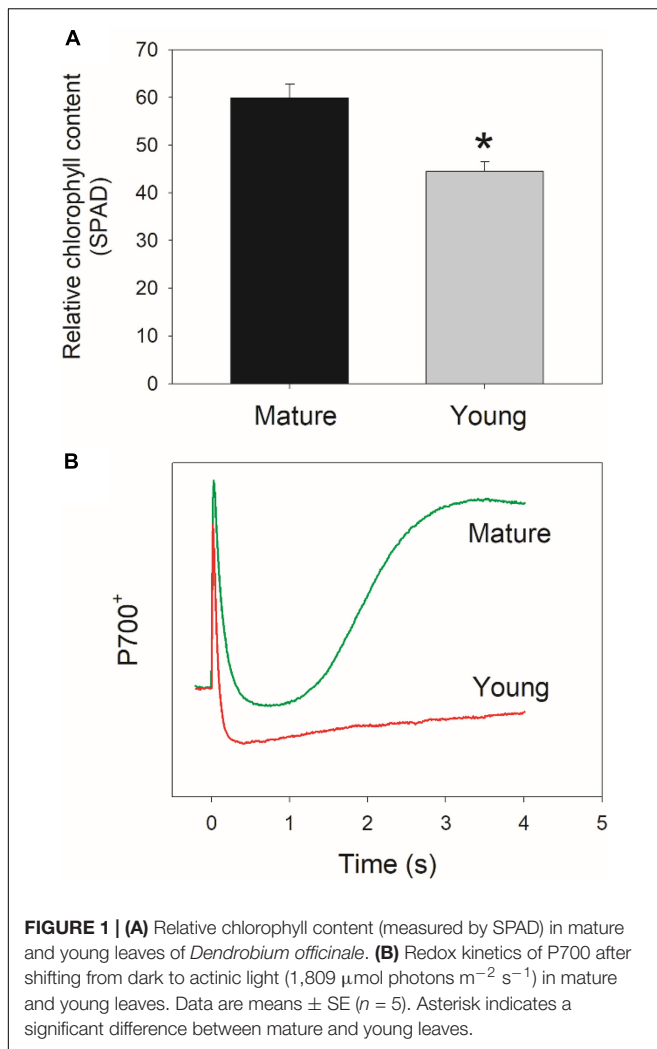 A
70
60
50
40
30
20
10
0
Relative chlorophyll content
(SPAD)
*
Mature
Young
B
P700+
Mature
Young
0
1
2
3
4
5
Time (s)
FIGURE 1 | (A) Relative chlorophyll content (measured by SPAD) in mature
and young leaves of Dendrobium officinale. (B) Redox kinetics of P700 after
shifting from dark to actinic light (1,809 μmol photons m−2 s−1) in mature
and young leaves. Data are means ± SE (n = 5). Asterisk indicates a
significant difference between mature and young leaves.